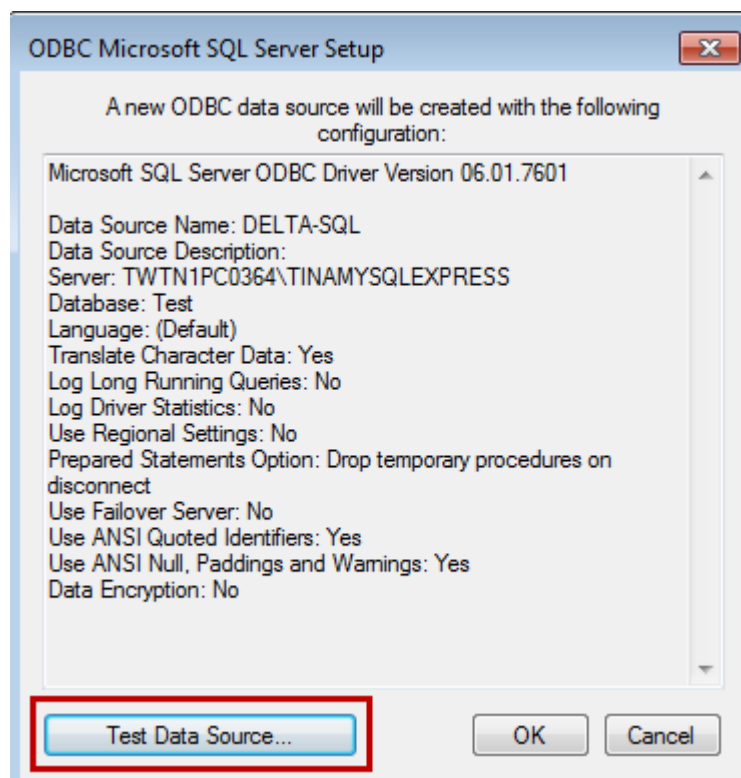 ODBC Microsoft SQL Server Setup
A new ODBC data source will be created with the following
configuration:
Microsoft SQL Server ODBC Driver Version 06.01.7601
Data Source Name: DELTA-SQL
Data Source Description:
Server: TWTN1PC0364\TINAMYSQLEXPRESS
Database: Test
Language: (Default)
Translate Character Data: Yes
Log Long Running Queries: No
Log Driver Statistics: No
Use Regional Settings: No
Prepared Statements Option: Drop temporary procedures on
disconnect
Use Failover Server: No
Use ANSI Quoted Identifiers: Yes
Use ANSI Null, Paddings and Warnings: Yes
Data Encryption: No
Test Data Source...
OK
Cancel